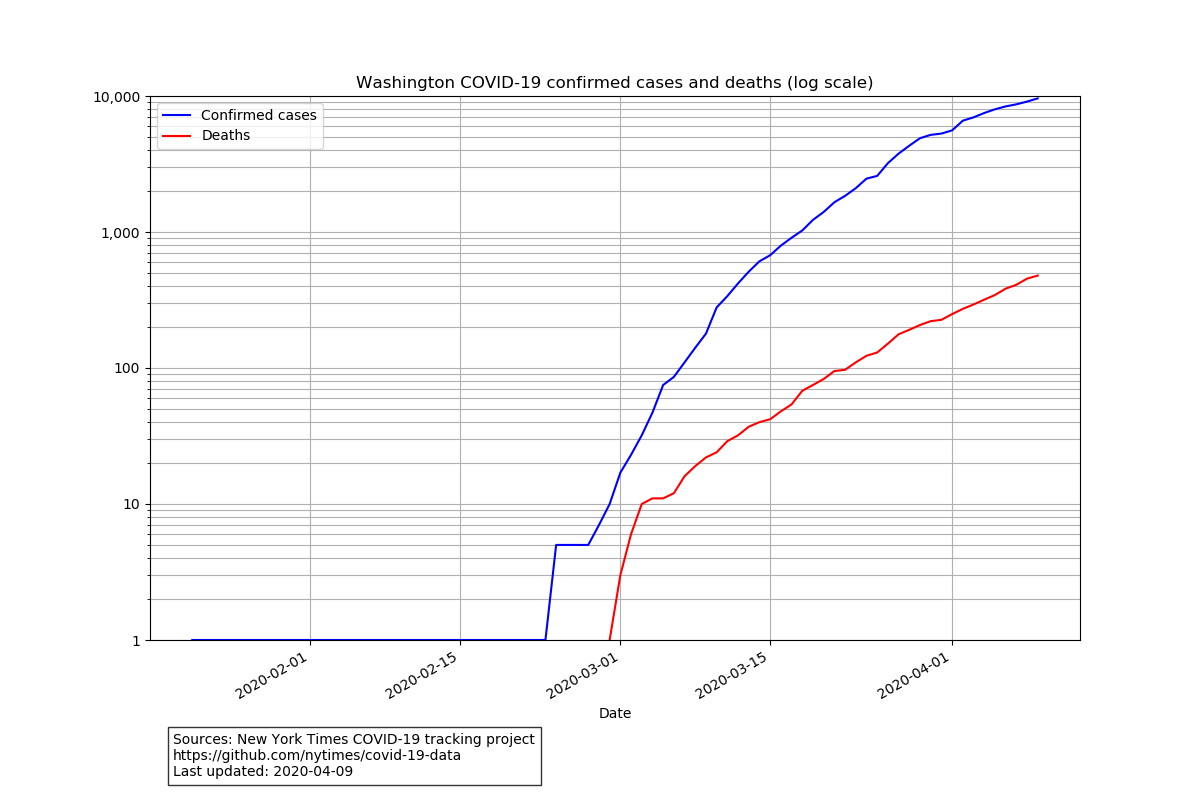 Washington COVID-19 confirmed cases and deaths (log scale)
10,000
1,000
100
10
1
Confirmed cases
Deaths
2020-02-01
2020-02-15
2020-03-01
2020-03-15
2020-04-01
Date
Sources: New York Times COVID-19 tracking project
https://github.com/nytimes/covid-19-data
Last updated: 2020-04-09